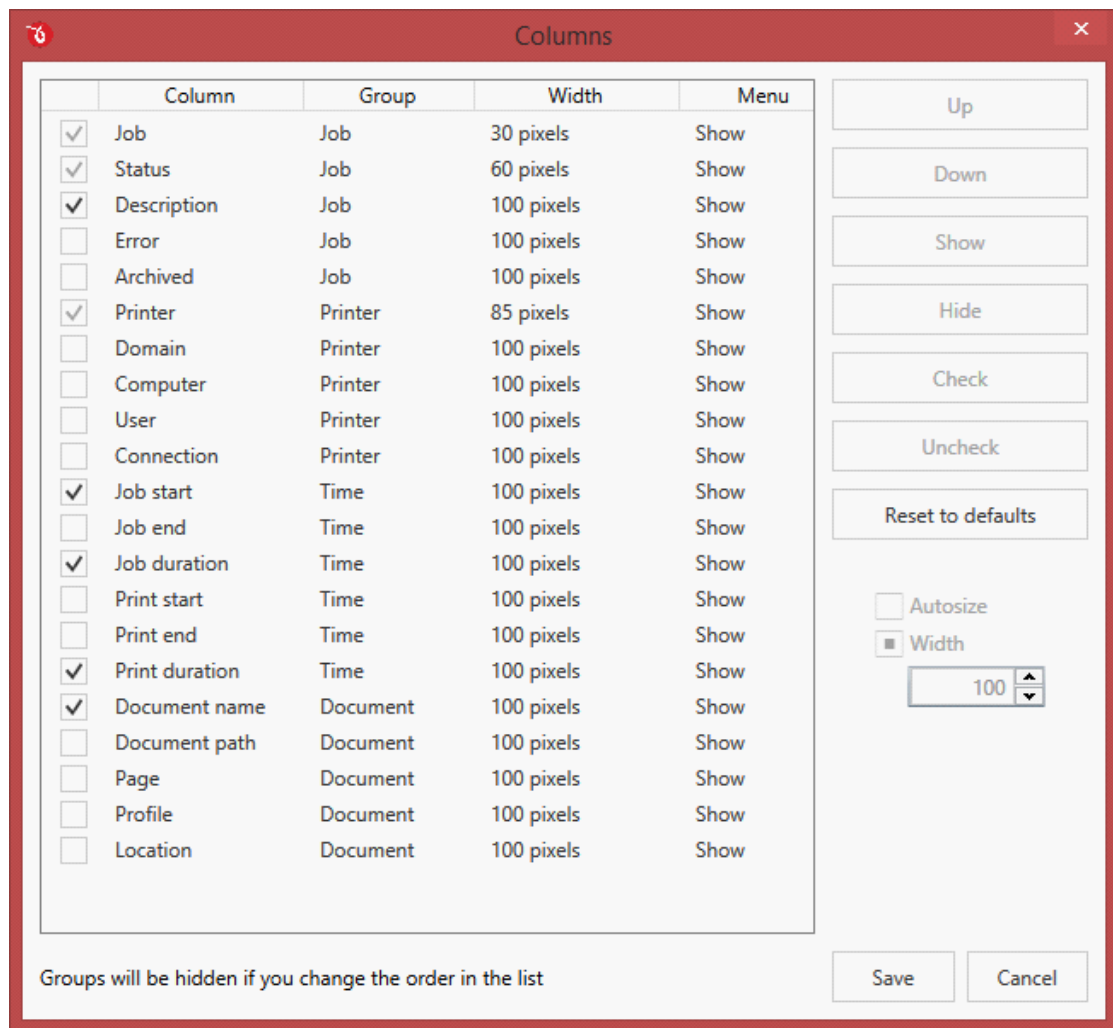 Columns
Column Group Width Menu
Job Job 30 pixels Show
Status Job 60 pixels Show
Description Job 100 pixels Show
Error Job 100 pixels Show
Archived Job 100 pixels Show
Printer Printer 85 pixels Show
Domain Printer 100 pixels Show
Computer Printer 100 pixels Show
User Printer 100 pixels Show
Connection Printer 100 pixels Show
Job start Time 100 pixels Show
Job end Time 100 pixels Show
Job duration Time 100 pixels Show
Print start Time 100 pixels Show
Print end Time 100 pixels Show
Print duration Time 100 pixels Show
Document name Document 100 pixels Show
Document path Document 100 pixels Show
Page Document 100 pixels Show
Profile Document 100 pixels Show
Location Document 100 pixels Show
Up
Down
Show
Hide
Check
Uncheck
Reset to defaults
Autosize
Width
100
Groups will be hidden if you change the order in the list
Save Cancel